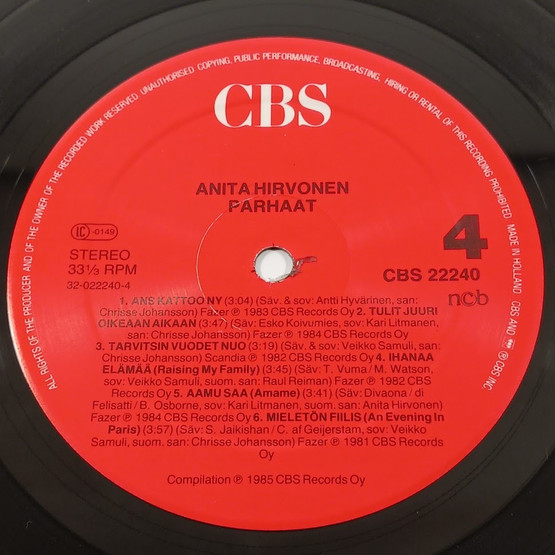 ALL RIGHTS OF THE PRODUCER AND OF THE OWNER OF THE RECORDED WORK RESERVED. UNAUTHORISED COPYING, PUBLIC PERFORMANCE, BROADCASTING, HIRING OR RENTAL OF THIS RECORDING PROHIBITED MADE IN HOLLAND. CBS AND ® CBS INC.
CBS
ANITA HIRVONEN
PARHAAT
IC -0149
STEREO
33⅓ RPM
32-022240-4
4
CBS 22240
ncb
1. ANS KATTOO NY (3:04) (Säv. & sov: Antti Hyvärinen, san:
Chrisse Johansson) Fazer ℗ 1983 CBS Records Oy 2. TULIT JUURI
OIKEAAN AIKAAN (3:47) (Säv: Esko Koivumies, sov: Kari Litmanen,
san: Chrisse Johansson) Fazer ℗ 1984 CBS Records Oy
3. TARVITSIN VUODET NUO (3:19) (Säv. & sov: Veikko Samuli, san:
Chrisse Johansson) Scandia ℗ 1982 CBS Records Oy 4. IHANAA
ELÄMÄÄ (Raising My Family) (3:45) (Säv: T. Vuma / M. Watson,
sov: Veikko Samuli, suom: Raul Reiman) Fazer ℗ 1982 CBS
Records Oy 5. AAMU SAA (Amame) (3:41) (Säv: Divaona / di
Felisatti / B. Osborne, sov: Kari Litmanen, suom. san: Anita Hirvonen)
Fazer ℗ 1984 CBS Records Oy 6. MIELETÖN FIILIS (An Evening In
Paris) (3:57) (Säv: S. Jaikishan / C. af Geijerstam, sov: Veikko
Samuli, suom. san: Chrisse Johansson) Fazer ℗ 1981 CBS Records
Oy
Compilation ℗ 1985 CBS Records Oy